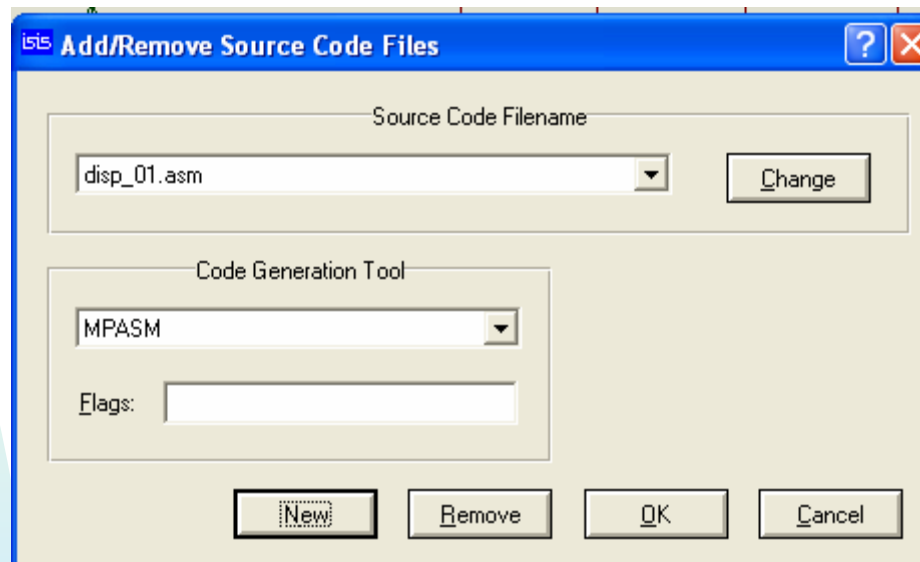 isis Add/Remove Source Code Files ?
Source Code Filename
disp_01.asm
Change
Code Generation Tool
MPASM
Flags:
New Remove OK Cancel